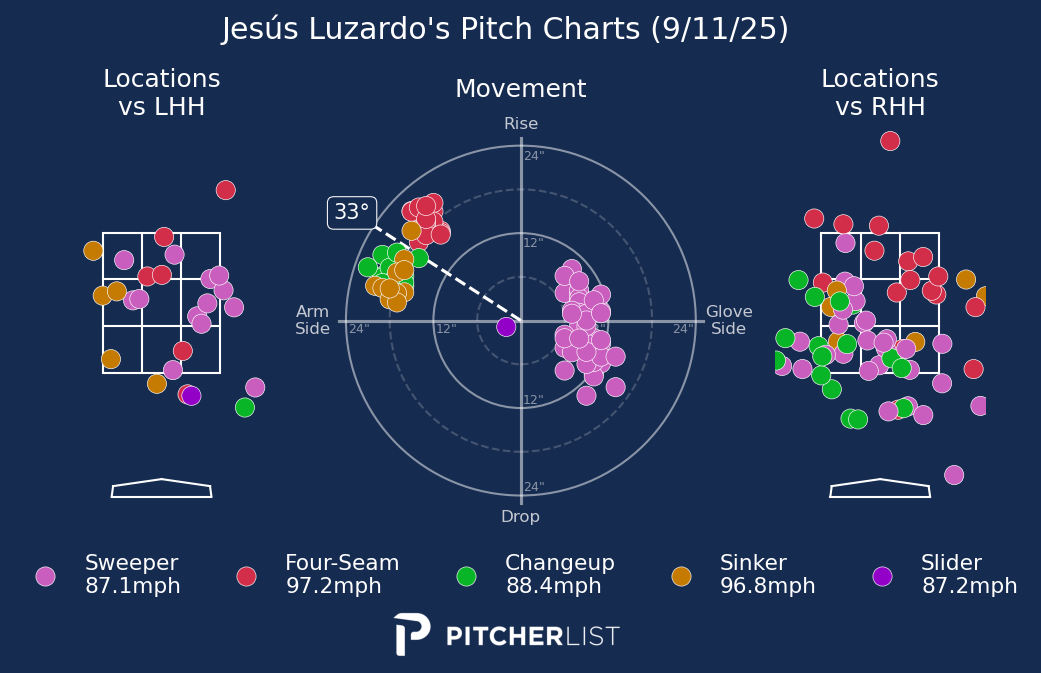 Jesús Luzardo's Pitch Charts (9/11/25)
Locations
vs LHH
Movement
Locations
vs RHH
Rise
24"
33°
12"
Arm
Side
24"
12"
24"
Glove
Side
12"
24"
Drop
Sweeper
87.1mph
Four-Seam
97.2mph
Changeup
88.4mph
Sinker
96.8mph
Slider
87.2mph
PITCHERLIST